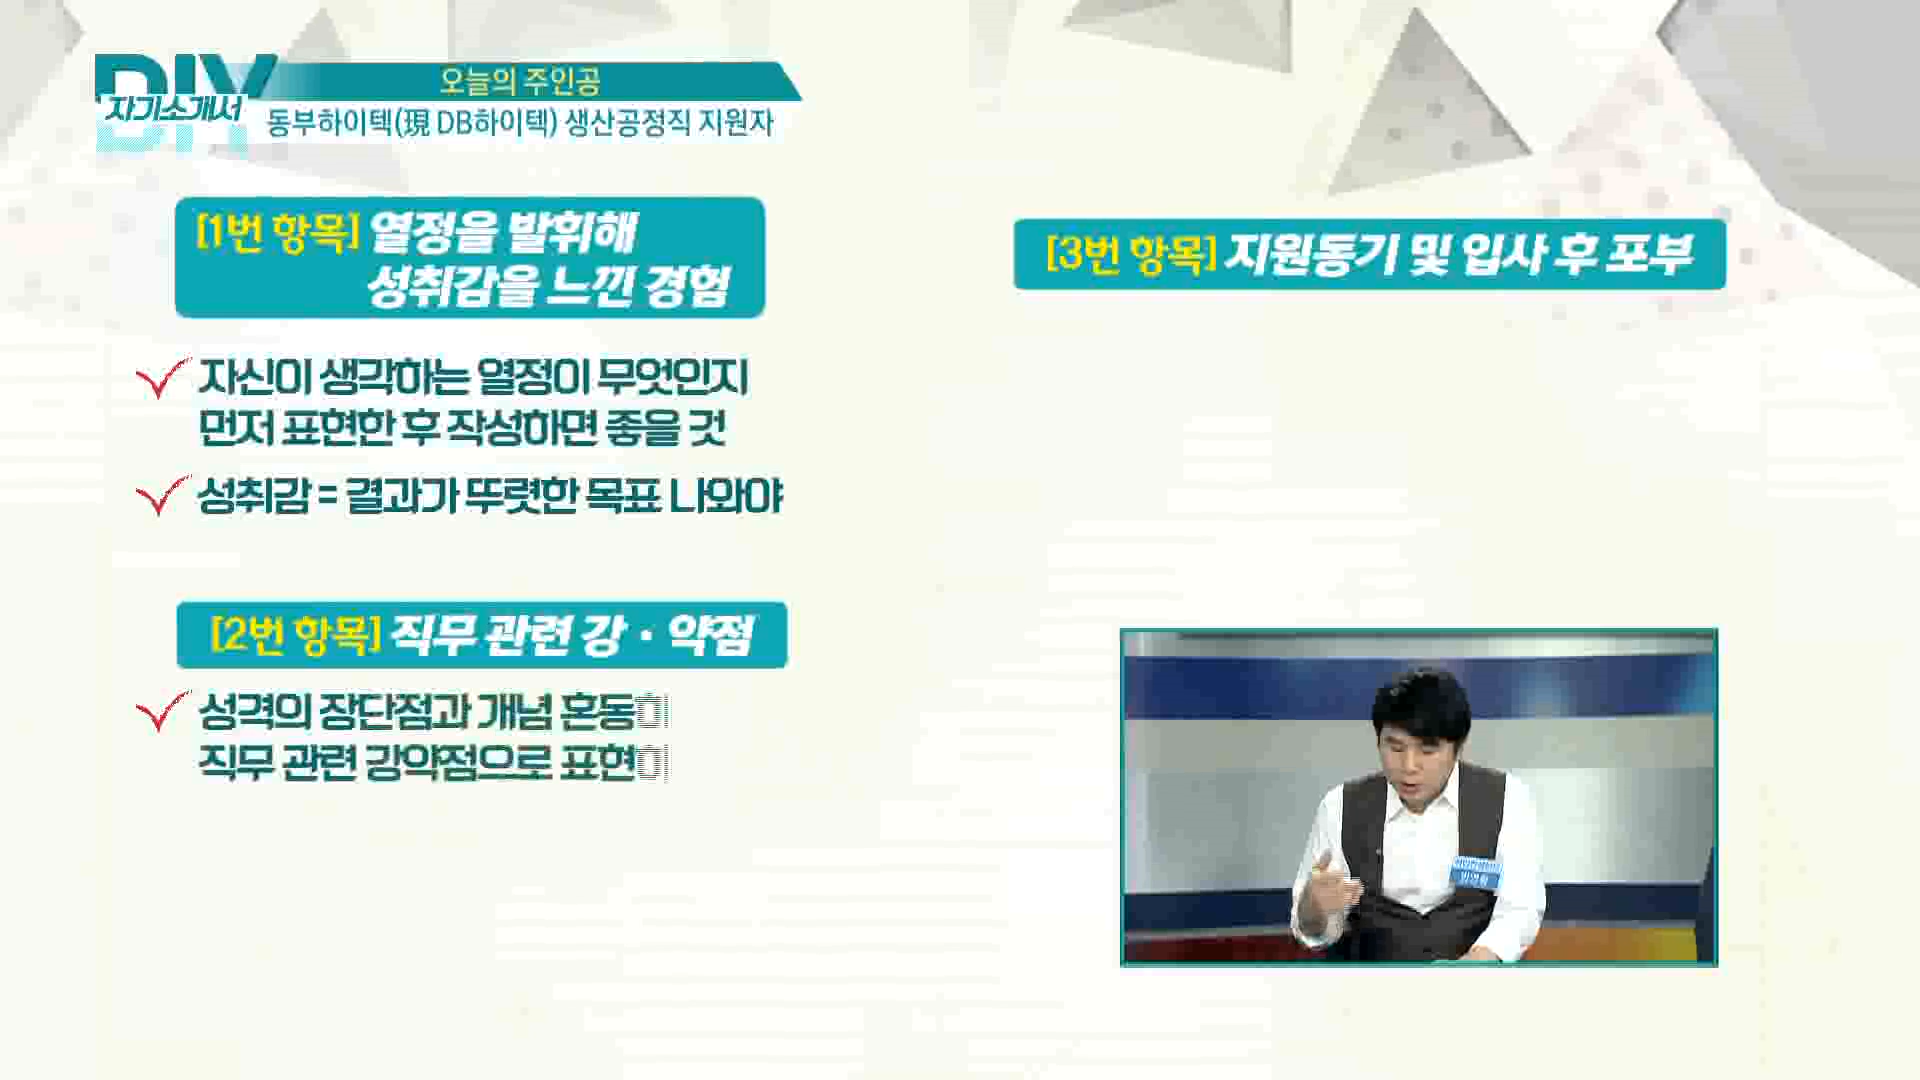 DIY
자기소개서
오늘의 주인공
동부하이텍(現 DB하이텍) 생산공정직 지원자
[1번 항목] 열정을 발휘해
성취감을 느낀 경험
자신이 생각하는 열정이 무엇인지
먼저 표현한 후 작성하면 좋을 것
성취감 = 결과가 뚜렷한 목표 나와야
[2번 항목] 직무 관련 강 · 약점
성격의 장단점과 개념 혼동
직무 관련 강약점으로 표현
[3번 항목] 지원동기 및 입사 후 포부